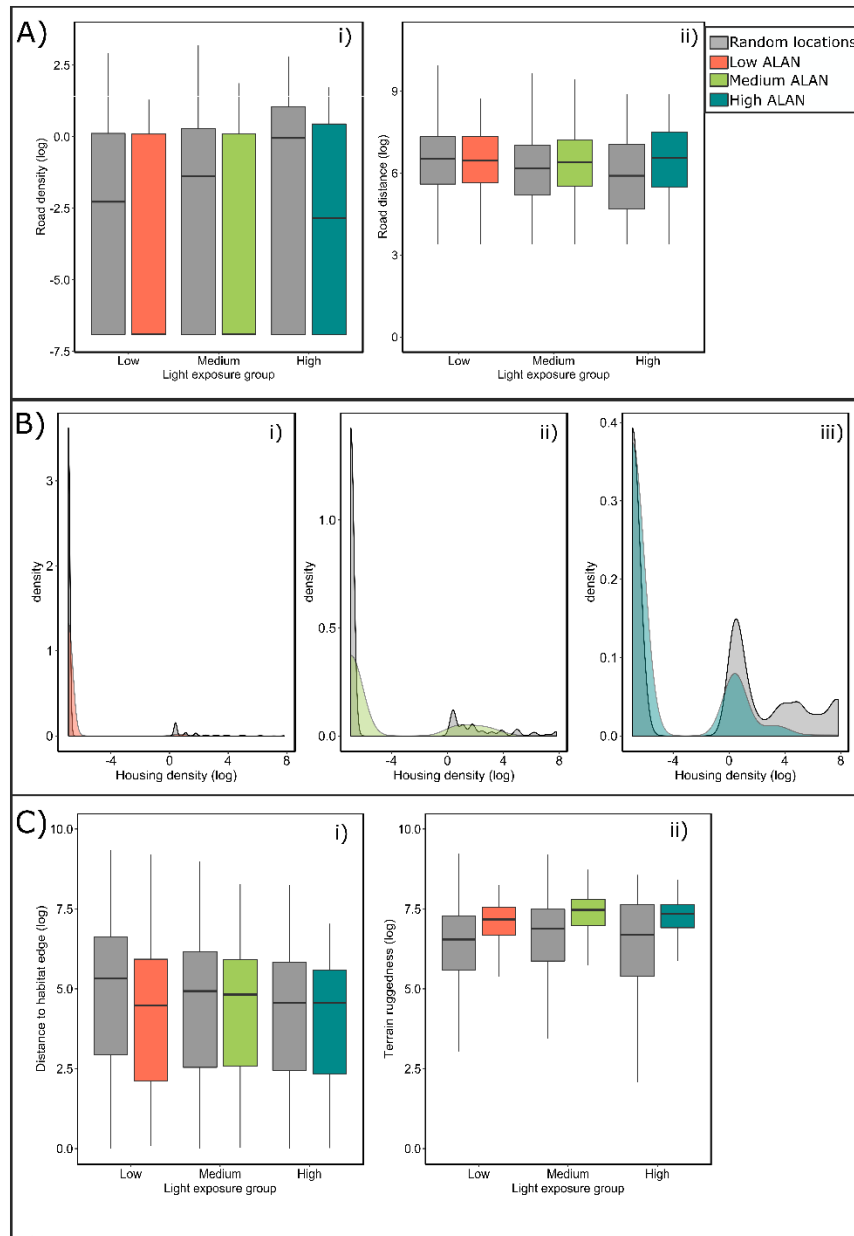 A)
i)
Road density (log)
2.5
0.0
-2.5
-5.0
-7.5
Low
Medium
High
Light exposure group
ii)
Road distance (log)
9
6
3
0
Low
Medium
High
Light exposure group
Random locations
Low ALAN
Medium ALAN
High ALAN
B)
i)
density
3
2
1
0
-4
0
4
8
Housing density (log)
ii)
density
1.0
0.5
0.0
-4
0
4
8
Housing density (log)
iii)
density
0.4
0.3
0.2
0.1
0.0
-4
0
4
8
Housing density (log)
C)
i)
Distance to habitat edge (log)
10.0
7.5
5.0
2.5
0.0
Low
Medium
High
Light exposure group
ii)
Terrain ruggedness (log)
10.0
7.5
5.0
2.5
0.0
Low
Medium
High
Light exposure group